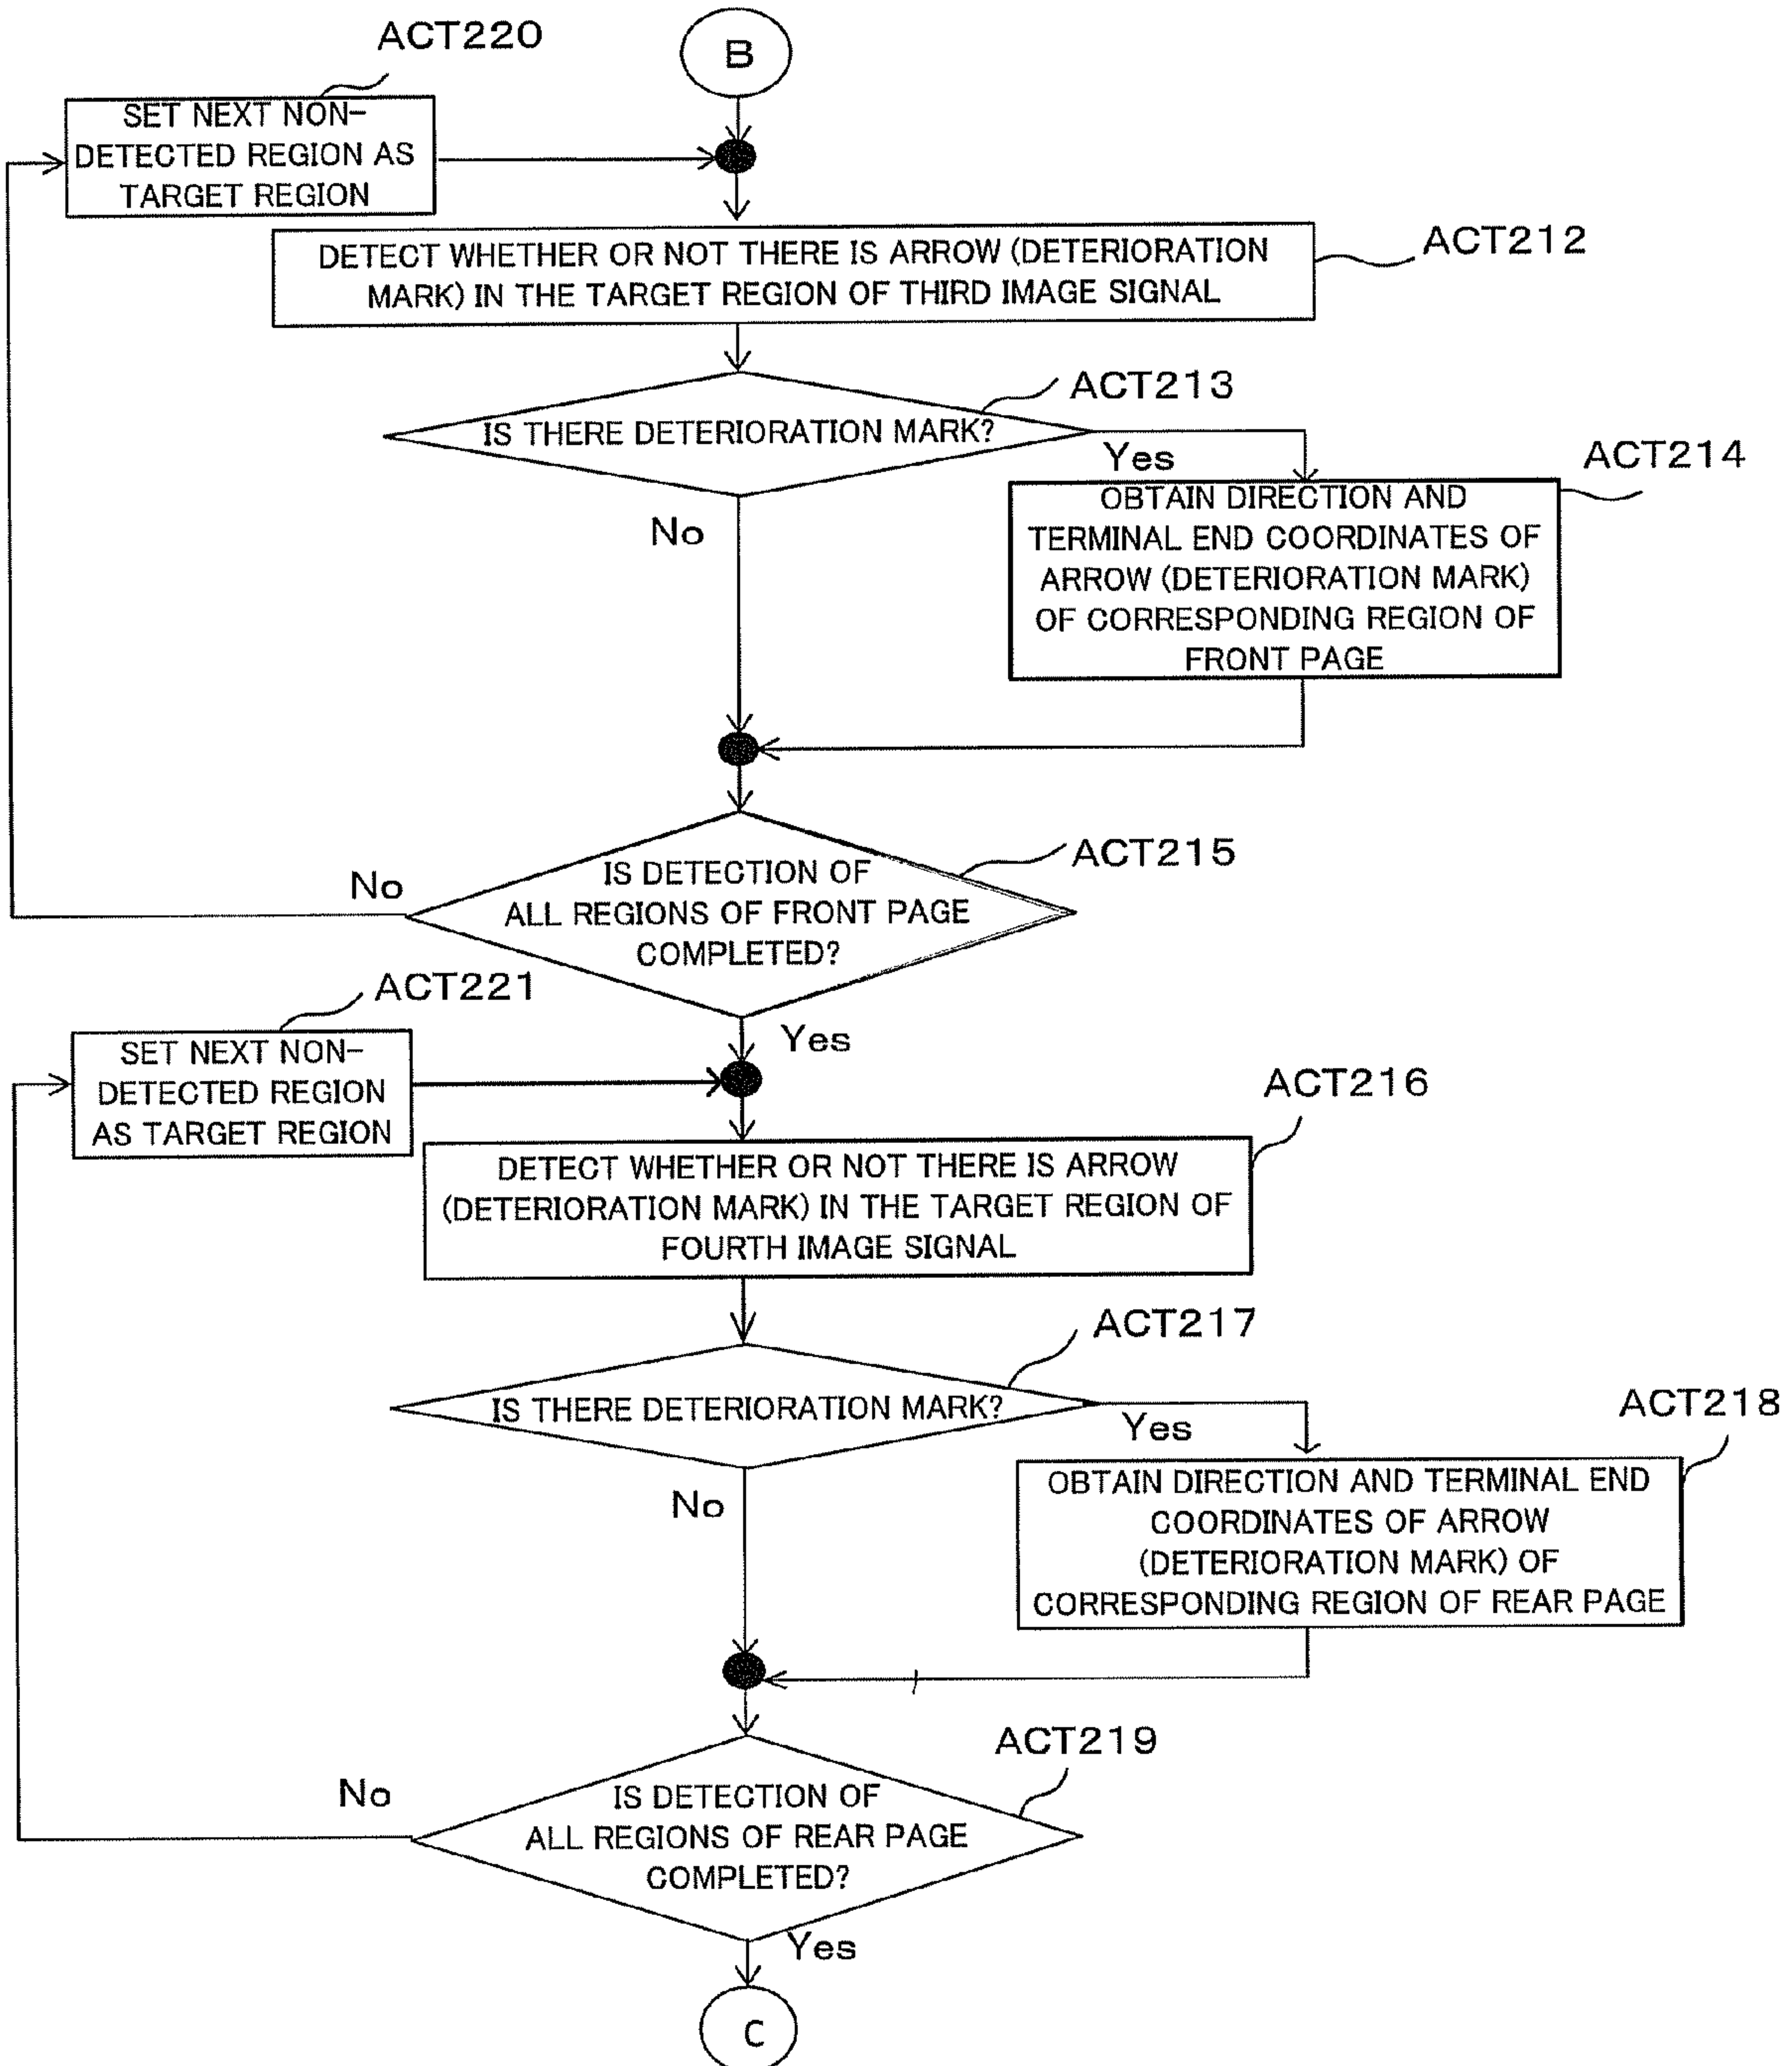 ACT220
B
SET NEXT NON-
DETECTED REGION AS
TARGET REGION
ACT212
DETECT WHETHER OR NOT THERE IS ARROW (DETERIORATION
MARK) IN THE TARGET REGION OF THIRD IMAGE SIGNAL
ACT213
IS THERE DETERIORATION MARK?
Yes
No
ACT214
OBTAIN DIRECTION AND
TERMINAL END COORDINATES OF
ARROW (DETERIORATION MARK)
OF CORRESPONDING REGION OF
FRONT PAGE
ACT215
No
IS DETECTION OF
ALL REGIONS OF FRONT PAGE
COMPLETED?
Yes
ACT221
SET NEXT NON-
DETECTED REGION
AS TARGET REGION
ACT216
DETECT WHETHER OR NOT THERE IS ARROW
(DETERIORATION MARK) IN THE TARGET REGION OF
FOURTH IMAGE SIGNAL
ACT217
IS THERE DETERIORATION MARK?
Yes
No
ACT218
OBTAIN DIRECTION AND TERMINAL END
COORDINATES OF ARROW
(DETERIORATION MARK) OF
CORRESPONDING REGION OF REAR PAGE
ACT219
No
IS DETECTION OF
ALL REGIONS OF REAR PAGE
COMPLETED?
Yes
C